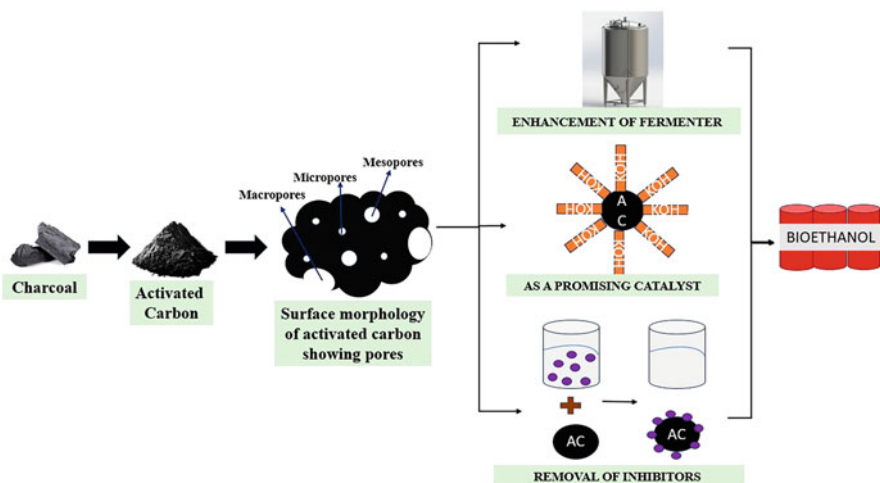 Charcoal
Activated
Carbon
Macropores
Micropores
Mesopores
Surface morphology
of activated carbon
showing pores
ENHANCEMENT OF FERMENTER
KOH
KOH
KOH
KOH
KOH
KOH
KOH
KOH
A
C
AS A PROMISING CATALYST
AC
AC
REMOVAL OF INHIBITORS
BIOETHANOL